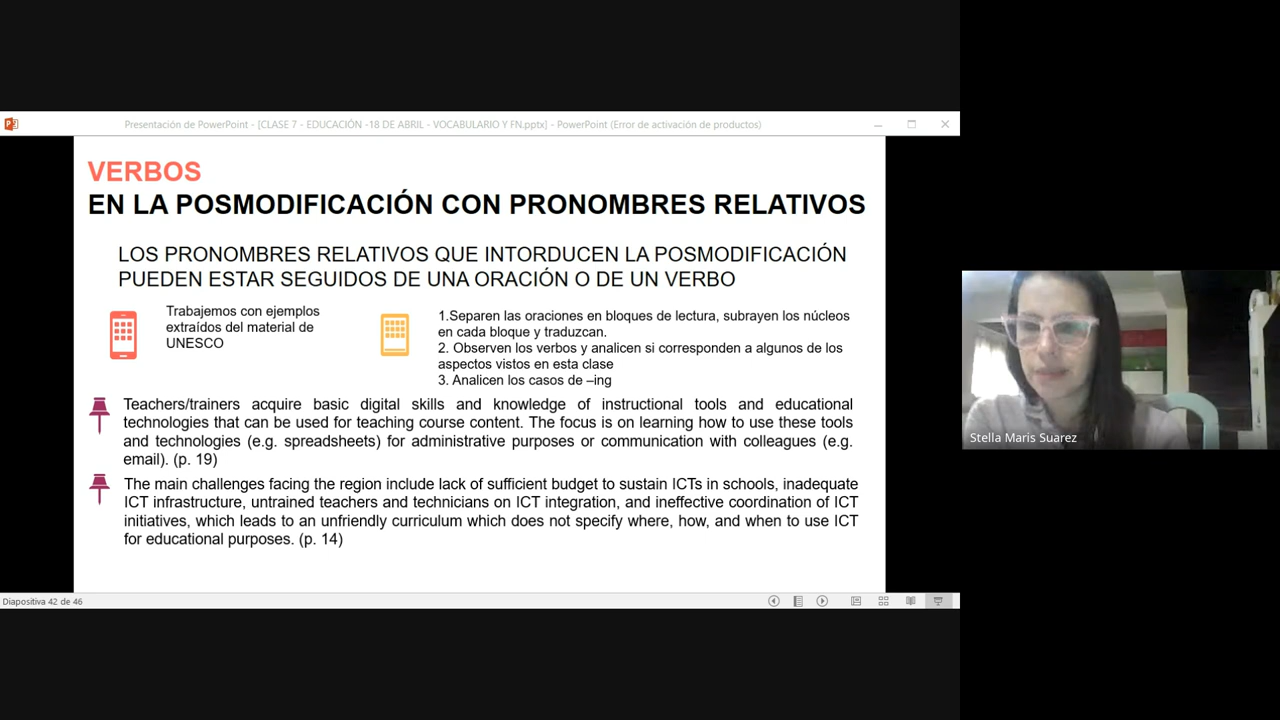 Presentación de PowerPoint - [CLASE 7 - EDUCACIÓN -18 DE ABRIL - VOCABULARIO Y FN.pptx] - PowerPoint (Error de activación de productos)
VERBOS
EN LA POSMODIFICACIÓN CON PRONOMBRES RELATIVOS
LOS PRONOMBRES RELATIVOS QUE INTORDUCEN LA POSMODIFICACIÓN
PUEDEN ESTAR SEGUIDOS DE UNA ORACIÓN O DE UN VERBO
Trabajemos con ejemplos
extraídos del material de
UNESCO
1.Separen las oraciones en bloques de lectura, subrayen los núcleos
en cada bloque y traduzcan.
2. Observen los verbos y analicen si corresponden a algunos de los
aspectos vistos en esta clase
3. Analicen los casos de –ing
Teachers/trainers acquire basic digital skills and knowledge of instructional tools and educational
technologies that can be used for teaching course content. The focus is on learning how to use these tools
and technologies (e.g. spreadsheets) for administrative purposes or communication with colleagues (e.g.
email). (p. 19)
The main challenges facing the region include lack of sufficient budget to sustain ICTs in schools, inadequate
ICT infrastructure, untrained teachers and technicians on ICT integration, and ineffective coordination of ICT
initiatives, which leads to an unfriendly curriculum which does not specify where, how, and when to use ICT
for educational purposes. (p. 14)
Diapositiva 42 de 46
Stella Maris Suarez